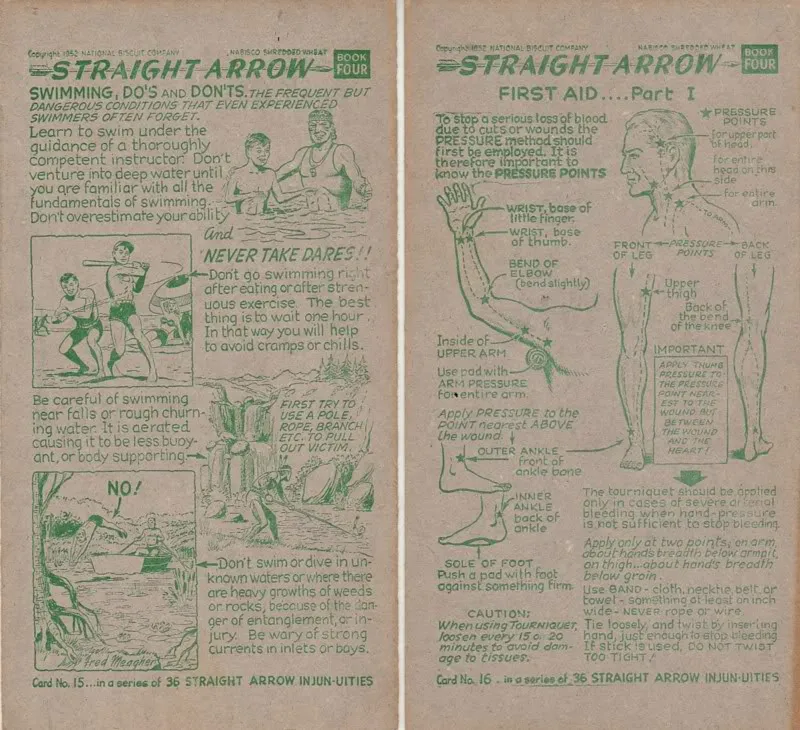 Copyright 1952 NATIONAL BISCUIT COMPANY
NABISCO SHREDDED WHEAT
STRAIGHT ARROW
BOOK
FOUR
SWIMMING, DO'S AND DON'TS. THE FREQUENT BUT
DANGEROUS CONDITIONS THAT EVEN EXPERIENCED
SWIMMERS OFTEN FORGET.
Learn to swim under the
guidance of a thoroughly
competent instructor. Don't
venture into deep water until
you are familiar with all the
fundamentals of swimming.
Don't overestimate your ability
And
NEVER TAKE DARES!!
Don't go swimming right
after eating or after stren-
uous exercise. The best
thing is to wait one hour.
In that way you will help
to avoid cramps or chills.
Be careful of swimming
near falls or rough churn-
ing water. It is aerated
causing it to be less buoy-
ant, or body supporting.
FIRST TRY TO
USE A POLE,
ROPE, BRANCH
ETC. TO PULL
OUT VICTIM.
NO!
Don't swim or dive in un-
known waters or where there
are heavy growths of weeds
or rocks, because of the dan-
ger of entanglement, or in-
jury. Be wary of strong
currents in inlets or bays.
Fred Meagher
Card No. 15...in a series of 36 STRAIGHT ARROW INJUN-UITIES
Copyright 1952 NATIONAL BISCUIT COMPANY
NABISCO SHREDDED WHEAT
STRAIGHT ARROW
BOOK
FOUR
FIRST AID....Part I
To stop a serious loss of blood
due to cuts or wounds the
PRESSURE method should
first be employed. It is
therefore important to
know the PRESSURE POINTS
PRESSURE
POINTS
for upper part
of head.
for entire
head on this
side
for entire
arm.
TO ARM
WRIST, base of
little finger.
WRIST, base
of thumb.
BEND OF
ELBOW
(bend slightly)
Inside of
UPPER ARM
Use pad with
ARM PRESSURE
for entire arm.
Apply PRESSURE to the
POINT nearest ABOVE
the wound
FRONT
OF LEG
PRESSURE
POINTS
BACK
OF LEG
Upper
thigh
Back of
the bend
of the knee
IMPORTANT
APPLY THUMB
PRESSURE TO
THE PRESSURE
POINT NEAR-
EST TO THE
WOUND BUT
BETWEEN
THE WOUND
AND THE
HEART!
OUTER ANKLE
front of
ankle bone
INNER
ANKLE
back of
ankle
SOLE OF FOOT
Push a pad with foot
against something firm
CAUTION:
When using TOURNIQUET,
loosen every 15 or 20
minutes to avoid dam-
age to tissues.
The tourniquet should be applied
only in cases of severe arterial
bleeding when hand-pressure
is not sufficient to stop bleeding.
Apply only at two points, on arm,
about hand's breadth below armpit,
on thigh...about hand's breadth
below groin
Use BAND - cloth, necktie, belt, or
towel - something at least an inch
wide - NEVER rope or wire
Tie loosely, and twist by inserting
hand, just enough to stop bleeding
If stick is used, DO NOT TWIST
TOO TIGHT!
Card No. 16...in a series of 36 STRAIGHT ARROW INJUN-UITIES